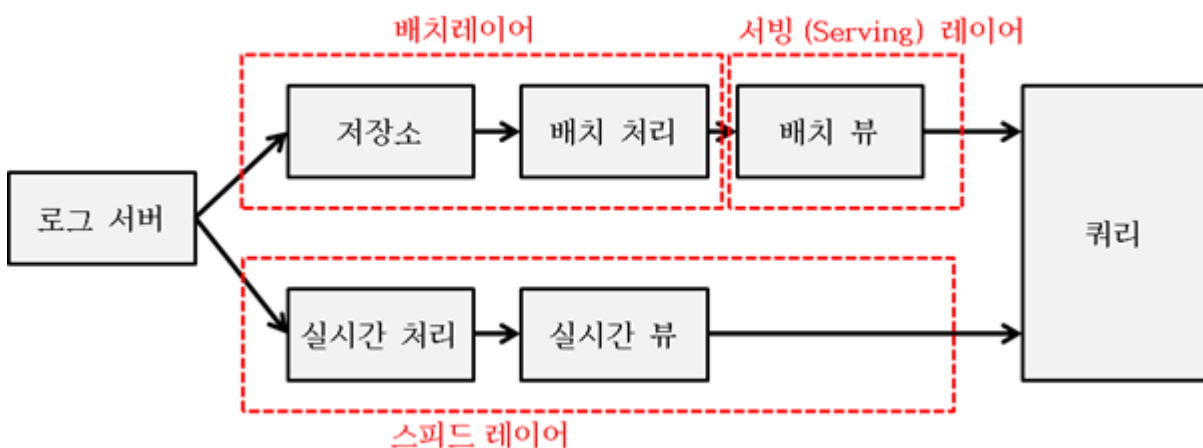 배치레이어
서빙 (Serving) 레이어
저장소
배치 처리
배치 뷰
로그 서버
쿼리
실시간 처리
실시간 뷰
스피드 레이어